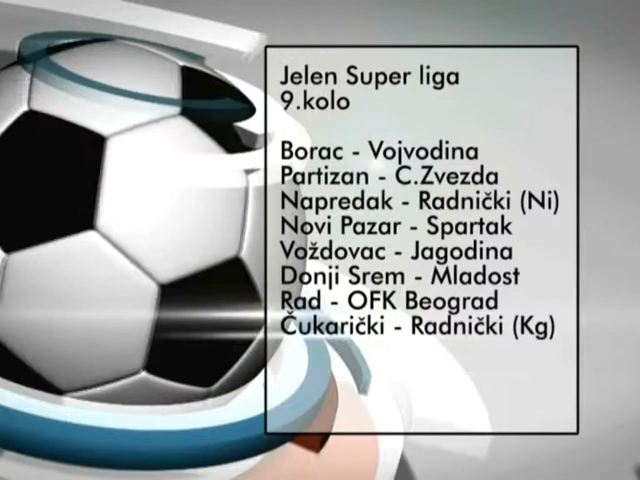 Jelen Super liga
9.kolo
Borac - Vojvodina
Partizan - C.Zvezda
Napredak - Radnički (Ni)
Novi Pazar - Spartak
Voždovac - Jagodina
Donji Srem - Mladost
Rad - OFK Beograd
Čukarički - Radnički (Kg)